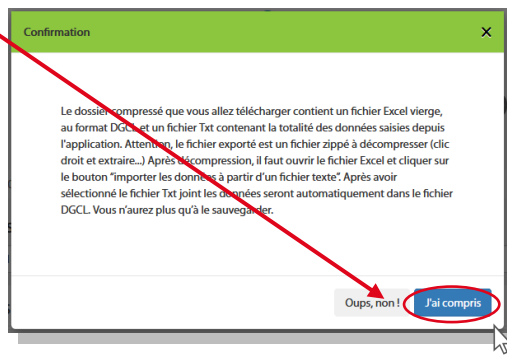 Confirmation ×
Le dossier compressé que vous allez télécharger contient un fichier Excel vierge,
au format DGCL et un fichier Txt contenant la totalité des données saisies depuis
l'application. Attention, le fichier exporté est un fichier zippé à décompresser (clic
droit et extraire...) Après décompression, il faut ouvrir le fichier Excel et cliquer sur
le bouton "importer les données à partir d'un fichier texte". Après avoir
sélectionné le fichier Txt joint les données seront automatiquement dans le fichier
DGCL. Vous n'aurez plus qu'à le sauvegarder.
Oups, non ! J'ai compris